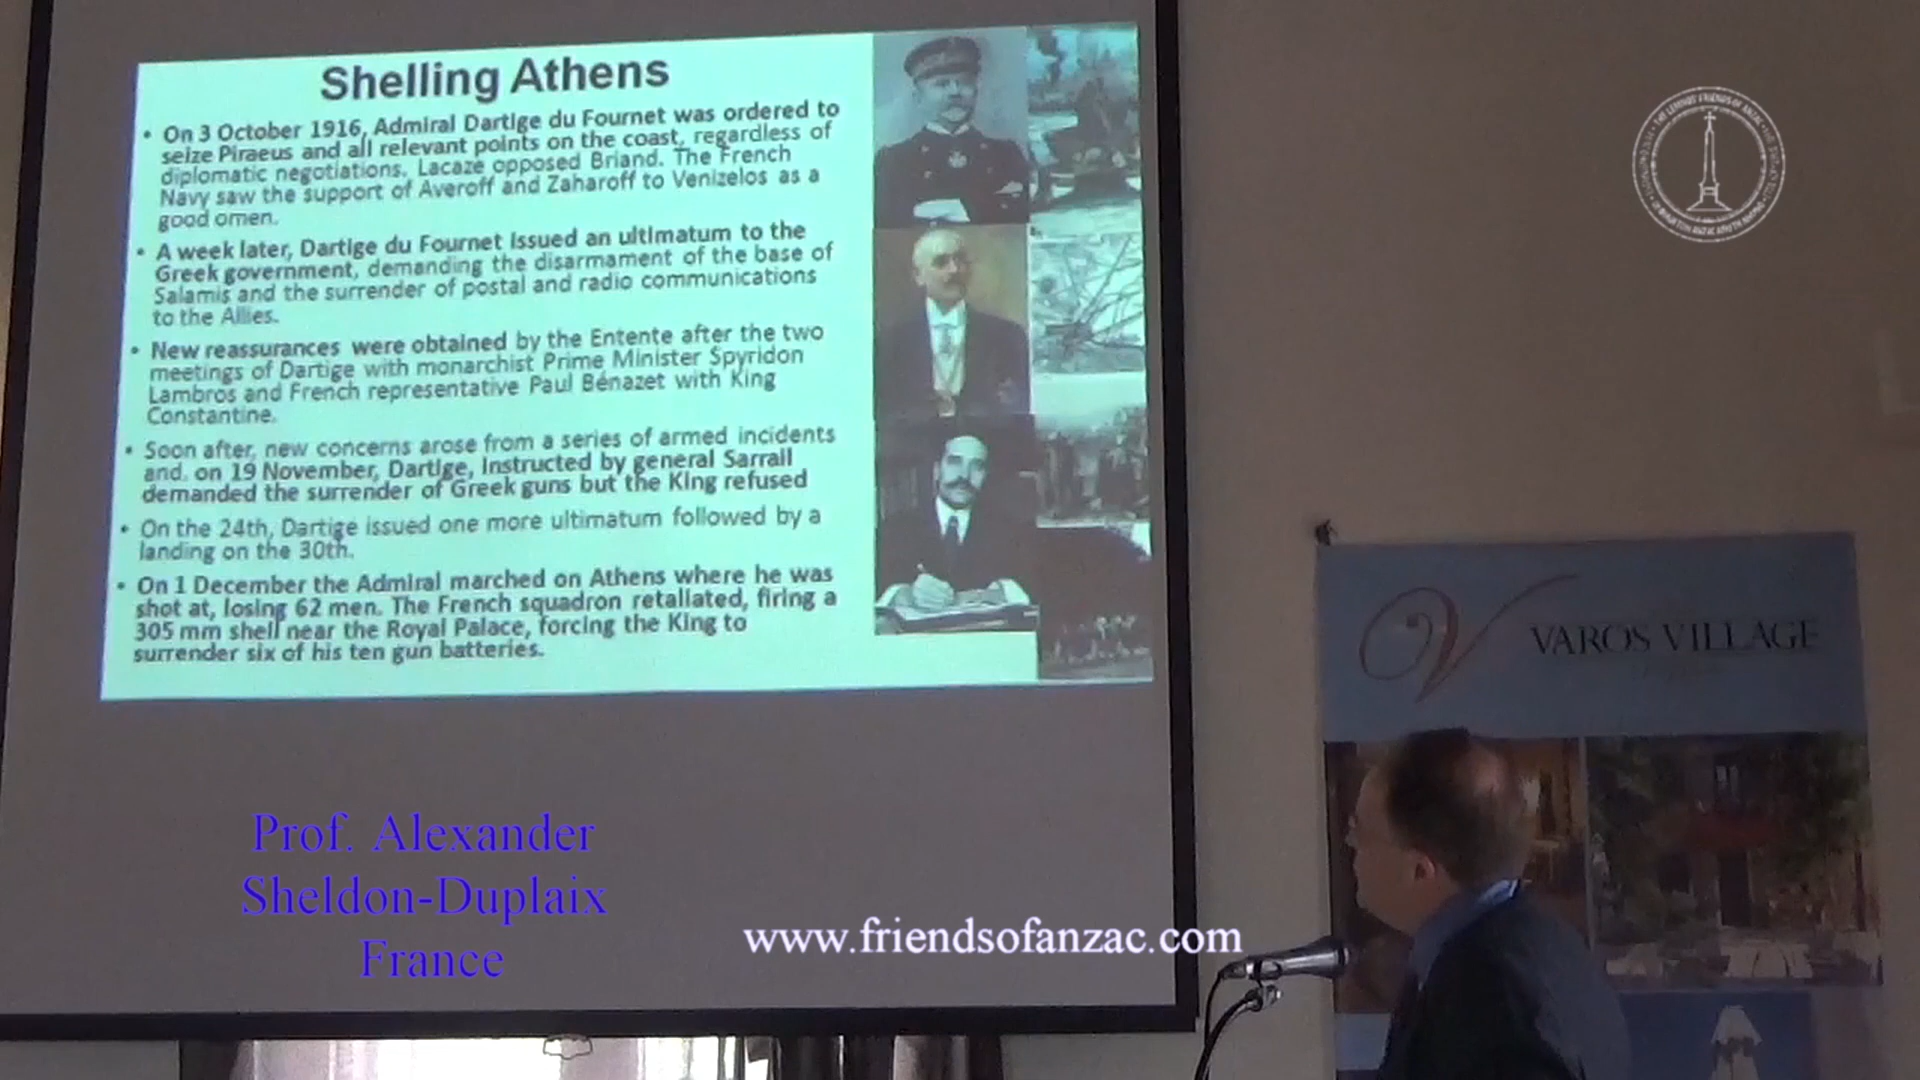 Shelling Athens
• On 3 October 1916, Admiral Dartige du Fournet was ordered to
seize Piraeus and all relevant points on the coast, regardless of
diplomatic negotiations. Lacaze opposed Briand. The French
Navy saw the support of Averoff and Zaharoff to Venizelos as a
good omen.
• A week later, Dartige du Fournet issued an ultimatum to the
Greek government, demanding the disarmament of the base of
Salamis and the surrender of postal and radio communications
to the Allies.
• New reassurances were obtained by the Entente after the two
meetings of Dartige with monarchist Prime Minister Spyridon
Lambros and French representative Paul Bénazet with King
Constantine.
• Soon after, new concerns arose from a series of armed incidents
and, on 19 November, Dartige, instructed by general Sarrail
demanded the surrender of Greek guns but the King refused
• On the 24th, Dartige issued one more ultimatum followed by a
landing on the 30th.
• On 1 December the Admiral marched on Athens where he was
shot at, losing 62 men. The French squadron retaliated, firing a
305 mm shell near the Royal Palace, forcing the King to
surrender six of his ten gun batteries.
VAROS VILLAGE
Prof. Alexander
Sheldon-Duplaix
France
www.friendsofanzac.com